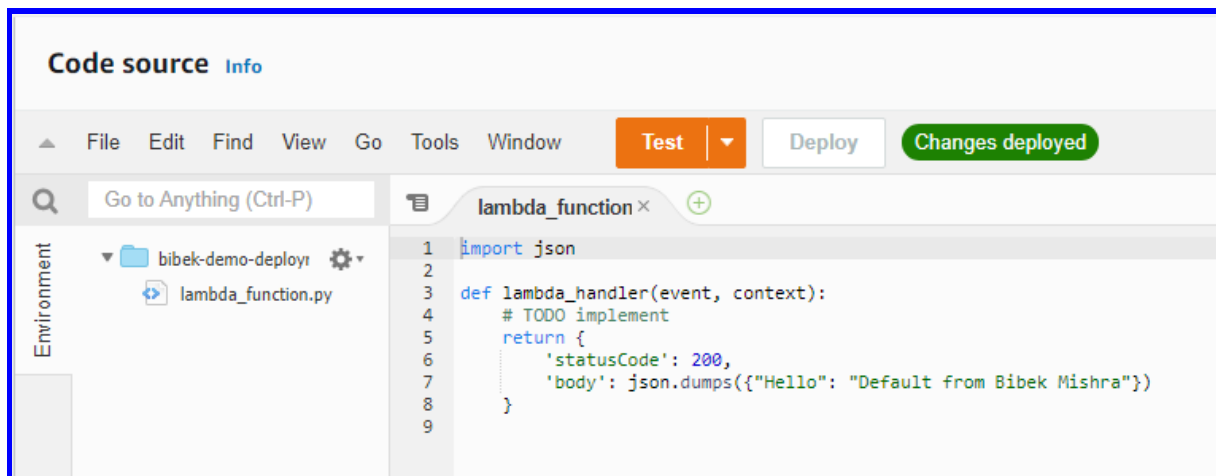 Code source Info
File Edit Find View Go Tools Window Test Deploy Changes deployed
Go to Anything (Ctrl-P)
lambda_function
Environment
bibek-demo-deployr
lambda_function.py
1 import json
2
3 def lambda_handler(event, context):
4     # TODO implement
5     return {
6         'statusCode': 200,
7         'body': json.dumps({"Hello": "Default from Bibek Mishra"})
8     }
9